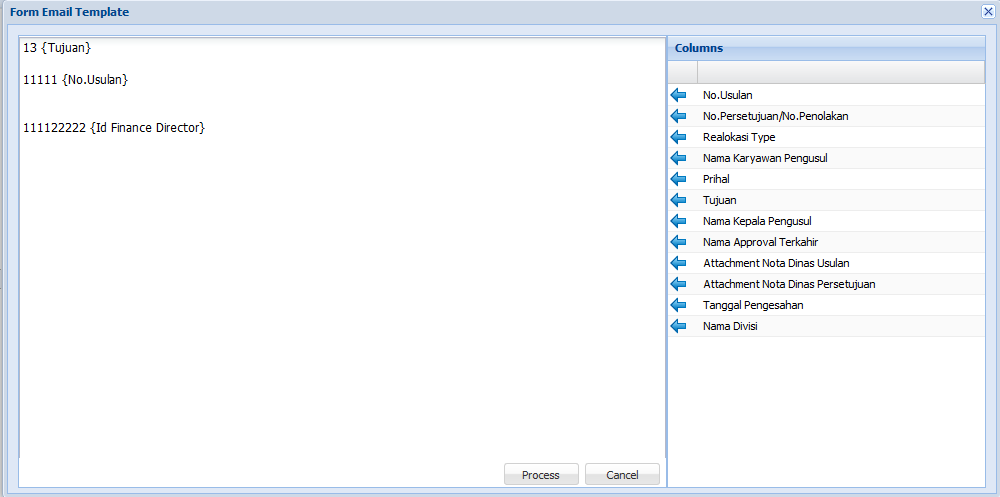 Form Email Template
13 {Tujuan}
11111 {No.Usulan}
111122222 {Id Finance Director}
Process
Cancel
Columns
No.Usulan
No.Persetujuan/No.Penolakan
Realokasi Type
Nama Karyawan Pengusul
Prihal
Tujuan
Nama Kepala Pengusul
Nama Approval Terkahir
Attachment Nota Dinas Usulan
Attachment Nota Dinas Persetujuan
Tanggal Pengesahan
Nama Divisi